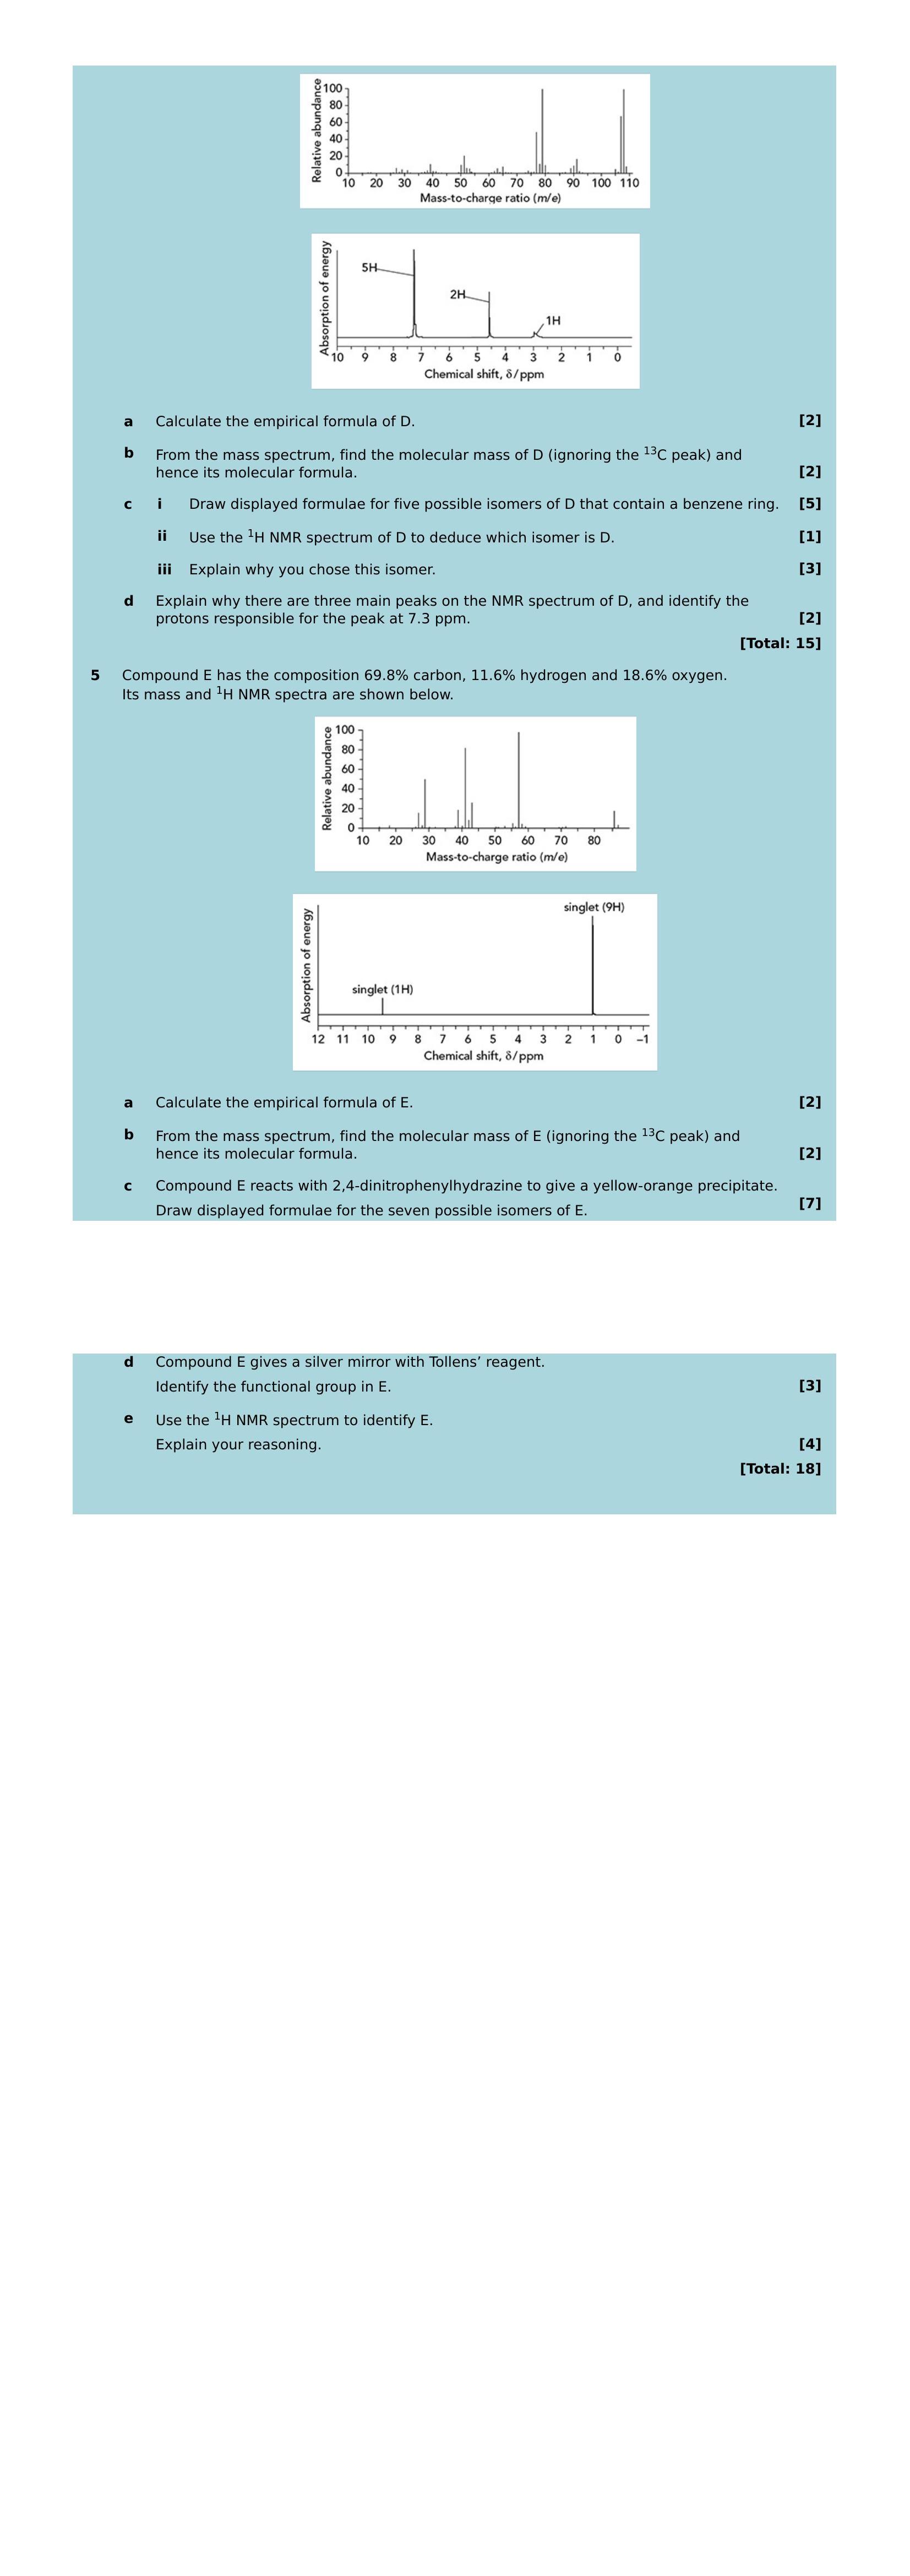 Relative abundance
100
80
60
40
20
0
10 20 30 40 50 60 70 80 90 100 110
Mass-to-charge ratio (m/e)
Absorption of energy
5H
2H
1H
10 9 8 7 6 5 4 3 2 1 0
Chemical shift, δ/ppm
a Calculate the empirical formula of D. [2]
b From the mass spectrum, find the molecular mass of D (ignoring the ¹³C peak) and
hence its molecular formula. [2]
c i Draw displayed formulae for five possible isomers of D that contain a benzene ring. [5]
ii Use the ¹H NMR spectrum of D to deduce which isomer is D. [1]
iii Explain why you chose this isomer. [3]
d Explain why there are three main peaks on the NMR spectrum of D, and identify the
protons responsible for the peak at 7.3 ppm. [2]
[Total: 15]
5 Compound E has the composition 69.8% carbon, 11.6% hydrogen and 18.6% oxygen.
Its mass and ¹H NMR spectra are shown below.
Relative abundance
100
80
60
40
20
0
10 20 30 40 50 60 70 80
Mass-to-charge ratio (m/e)
Absorption of energy
singlet (9H)
singlet (1H)
12 11 10 9 8 7 6 5 4 3 2 1 0 –1
Chemical shift, δ/ppm
a Calculate the empirical formula of E. [2]
b From the mass spectrum, find the molecular mass of E (ignoring the ¹³C peak) and
hence its molecular formula. [2]
c Compound E reacts with 2,4-dinitrophenylhydrazine to give a yellow-orange precipitate.
Draw displayed formulae for the seven possible isomers of E. [7]
d Compound E gives a silver mirror with Tollens’ reagent.
Identify the functional group in E. [3]
e Use the ¹H NMR spectrum to identify E.
Explain your reasoning. [4]
[Total: 18]